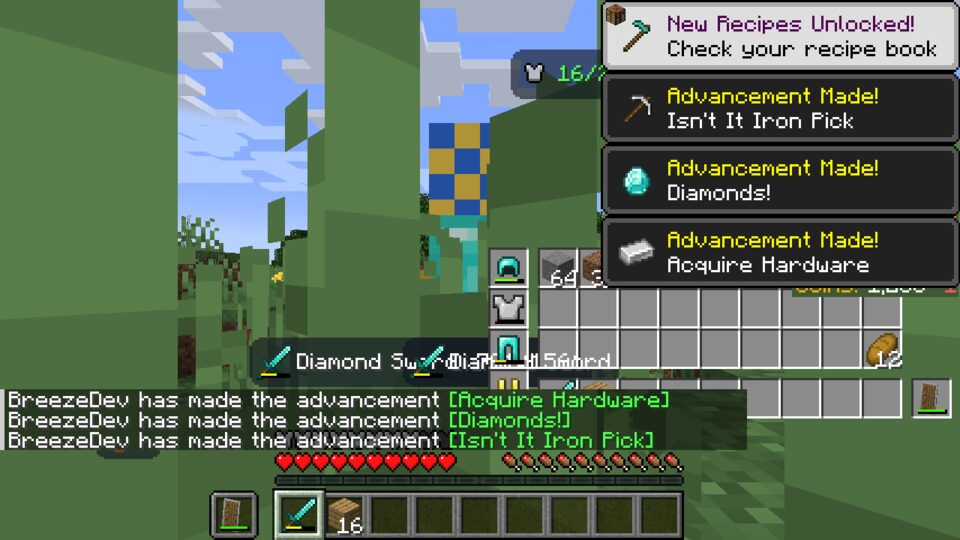 New Recipes Unlocked!
Check your recipe book
16/
Advancement Made!
Isn't It Iron Pick
Advancement Made!
Diamonds!
Advancement Made!
Acquire Hardware
64
12
Diamond
BreezeDev has made the advancement [Acquire Hardware]
BreezeDev has made the advancement [Diamonds!]
BreezeDev has made the advancement [Isn't It Iron Pick]
16